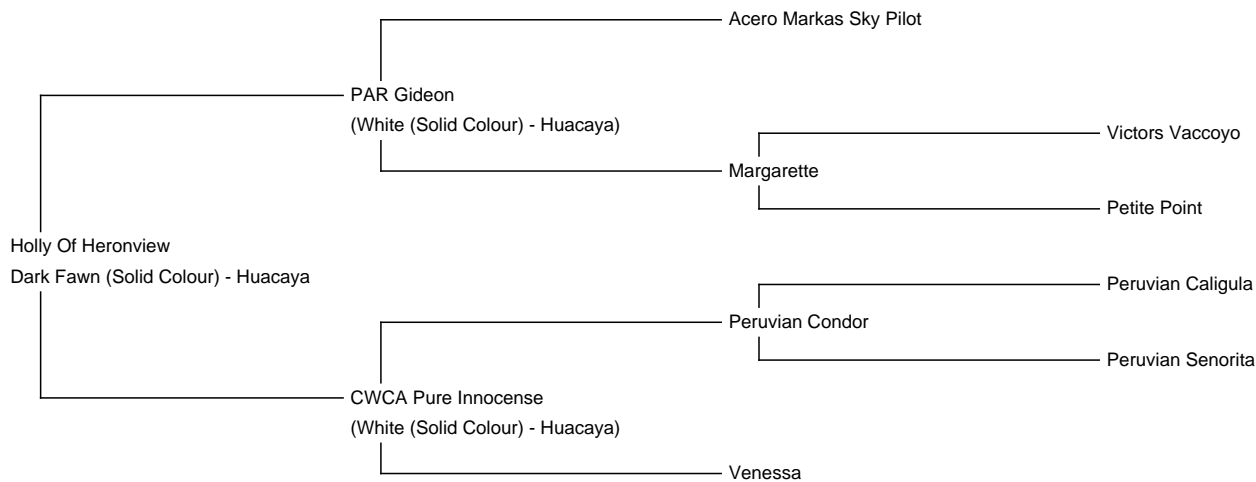 Acero Markas Sky Pilot
PAR Gideon
(White (Solid Colour) - Huacaya)
Victors Vaccoyo
Margarette
Petite Point
Holly Of Heronview
Dark Fawn (Solid Colour) - Huacaya
Peruvian Caligula
Peruvian Condor
Peruvian Senorita
CWCA Pure Innocense
(White (Solid Colour) - Huacaya)
Venessa